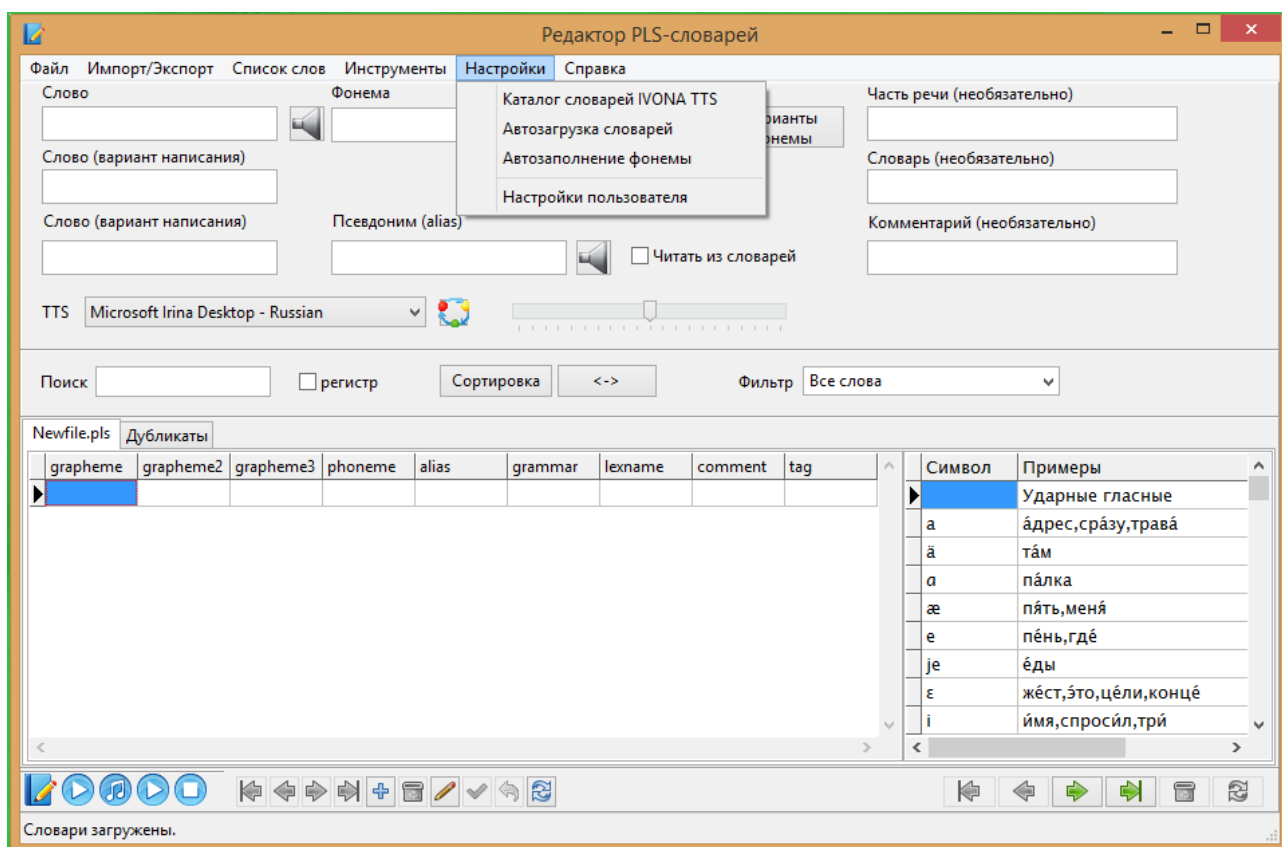 Редактор PLS-словарей
Файл Импорт/Экспорт Список слов Инструменты Настройки Справка
Слово Фонема Часть речи (необязательно)
Каталог словарей IVONA TTS
Автозагрузка словарей
Автозаполнение фонемы
Настройки пользователя
Слово (вариант написания) Словарь (необязательно)
Слово (вариант написания) Псевдоним (alias) Комментарий (необязательно)
Читать из словарей
TTS Microsoft Irina Desktop - Russian
Поиск регистр Сортировка <-> Фильтр Все слова
Newfile.pls Дубликаты
grapheme grapheme2 grapheme3 phoneme alias grammar lexname comment tag
Символ Примеры
Ударные гласные
a а́дрес,сра́зу,трава́
ä та́м
ɑ па́лка
æ пя́ть,меня́
e пе́нь,где́
je е́ды
ɛ же́ст,э́то,це́ли,конце́
i и́мя,спроси́л,три́
Словари загружены.